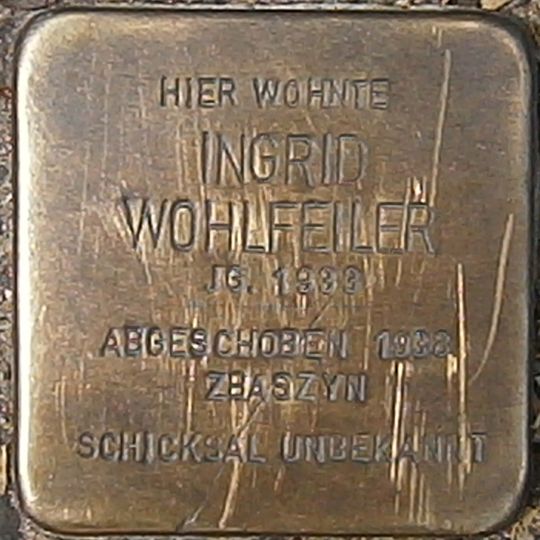 HIER WOHNTE
INGRID
WOHLFEILER
JG. 1933
ABGESCHOBEN 1938
ZBASZYN
SCHICKSAL UNBEKANNT